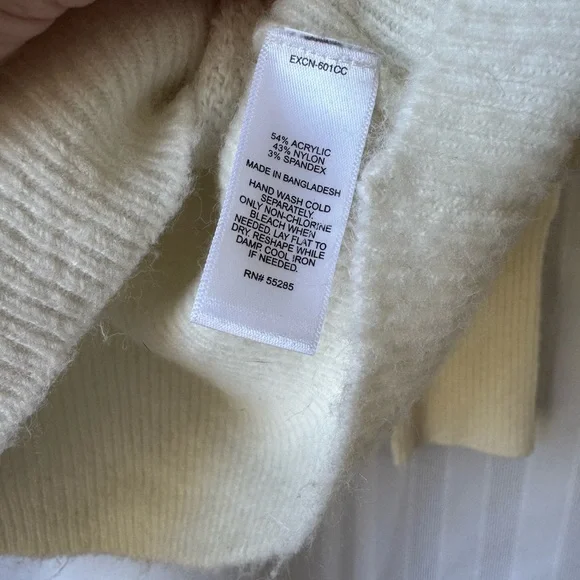 EXCN-601CC
54% ACRYLIC
43% NYLON
3% SPANDEX
MADE IN BANGLADESH
HAND WASH COLD
SEPARATELY.
ONLY NON-CHLORINE
BLEACH WHEN
NEEDED, LAY FLAT TO
DRY. RESHAPE WHILE
DAMP. COOL IRON
IF NEEDED.
RN# 55285